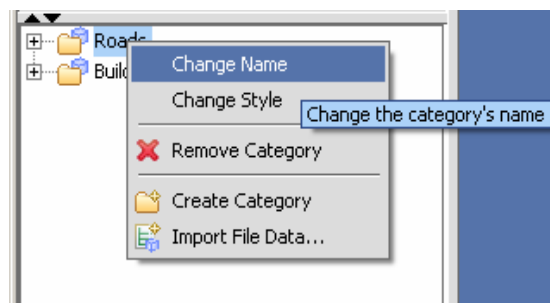 Roads
Change Name
Change Style
Change the category's name
Remove Category
Create Category
Import File Data...